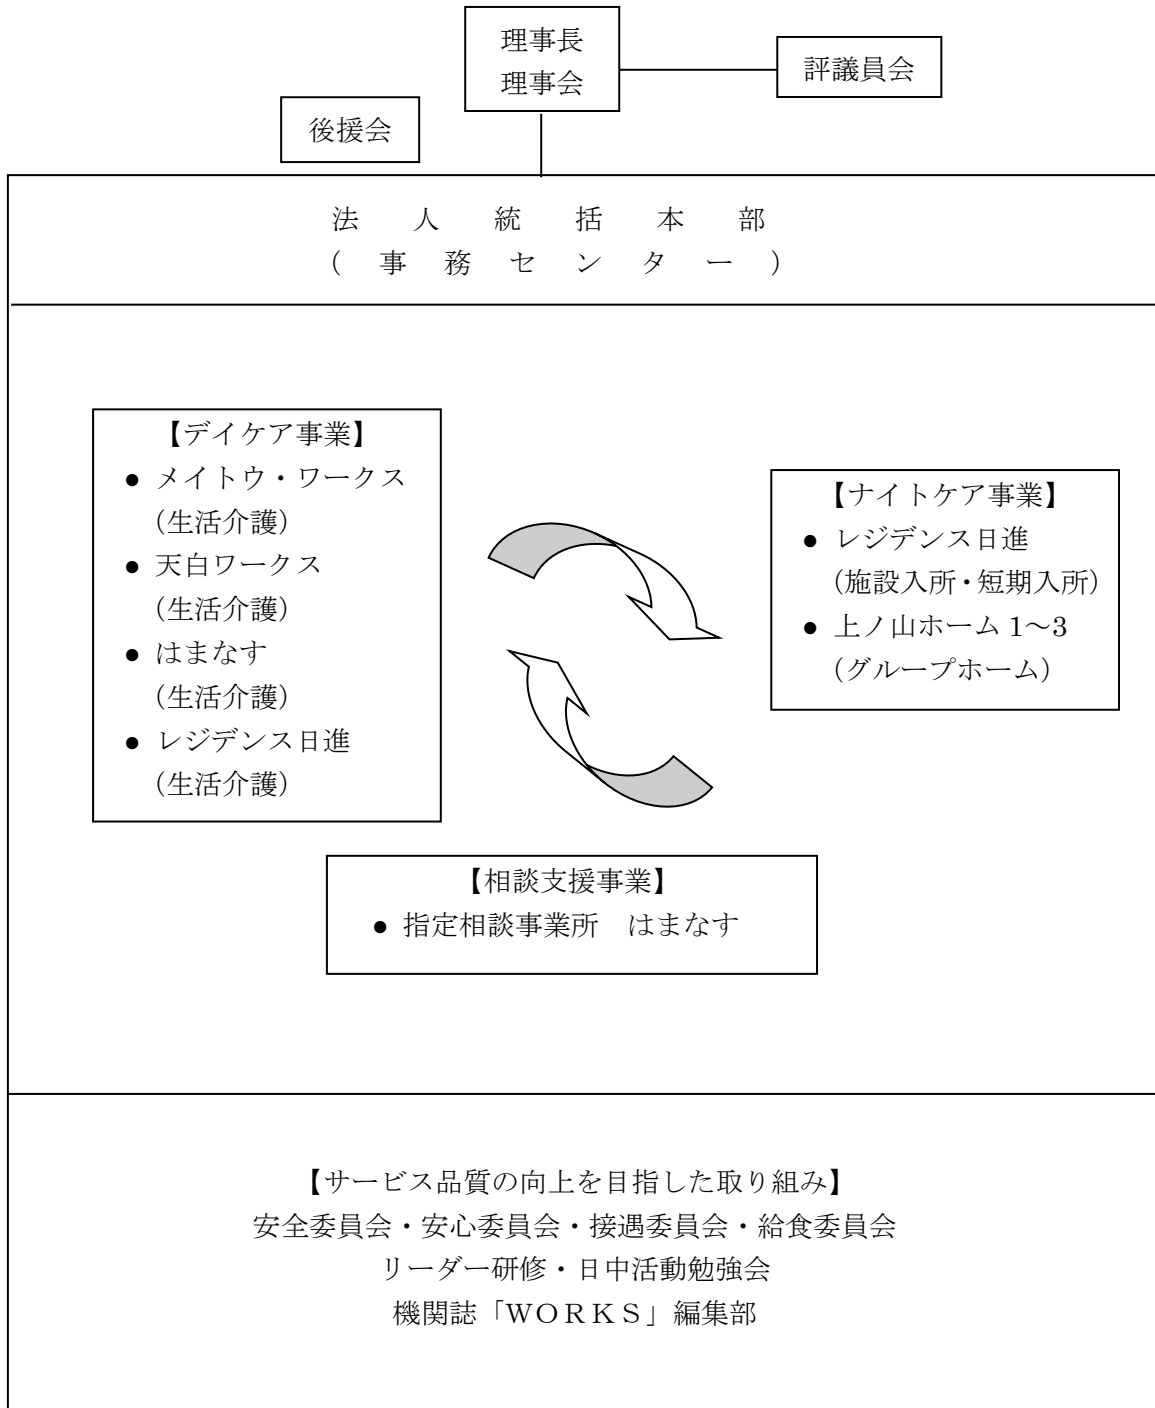 理事長
理事会
評議員会
後援会
法人統括本部
(事務センター)
【デイケア事業】
● メイトウ・ワークス
(生活介護)
● 天白ワークス
(生活介護)
● はまなす
(生活介護)
● レジデンス日進
(生活介護)
【ナイトケア事業】
● レジデンス日進
(施設入所・短期入所)
● 上ノ山ホーム 1～3
(グループホーム)
【相談支援事業】
● 指定相談事業所　はまなす
【サービス品質の向上を目指した取り組み】
安全委員会・安心委員会・接遇委員会・給食委員会
リーダー研修・日中活動勉強会
機関誌「ＷＯＲＫＳ」編集部